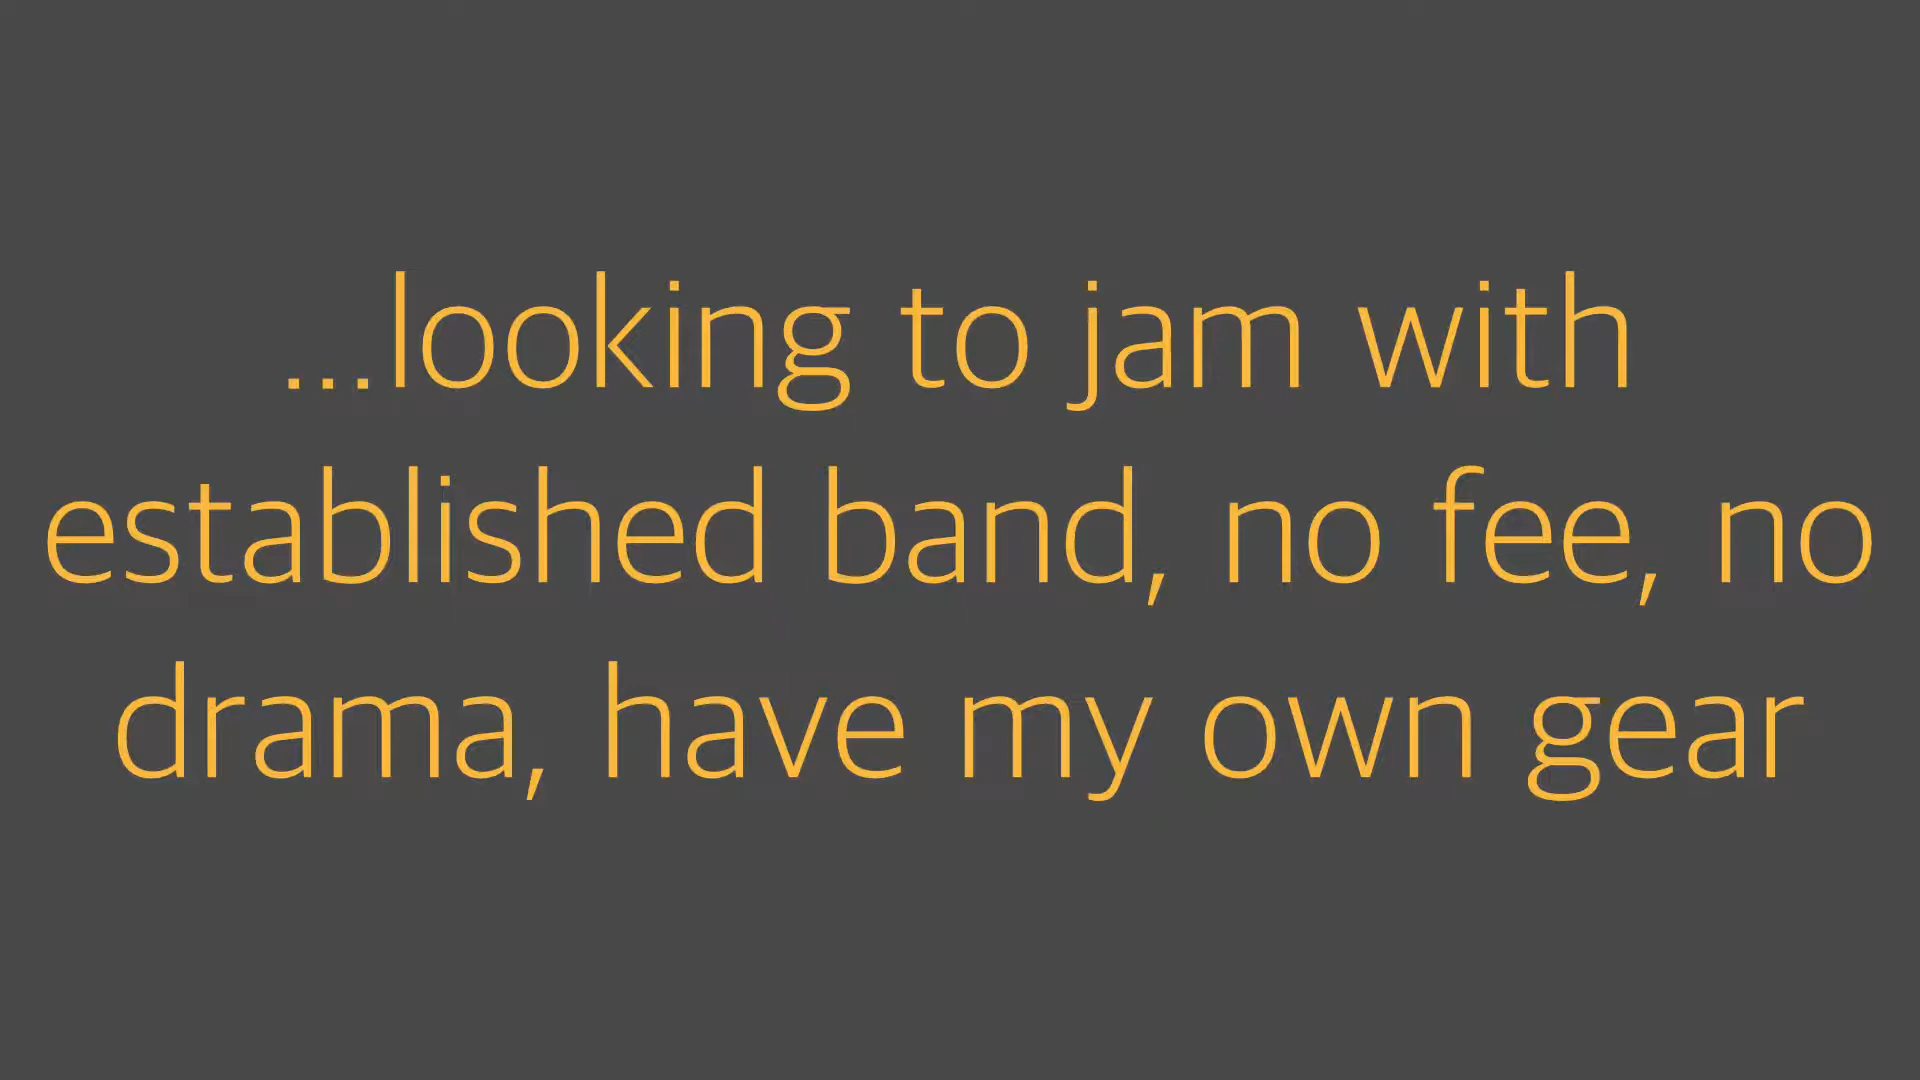 ...looking to jam with
established band, no fee, no
drama, have my own gear